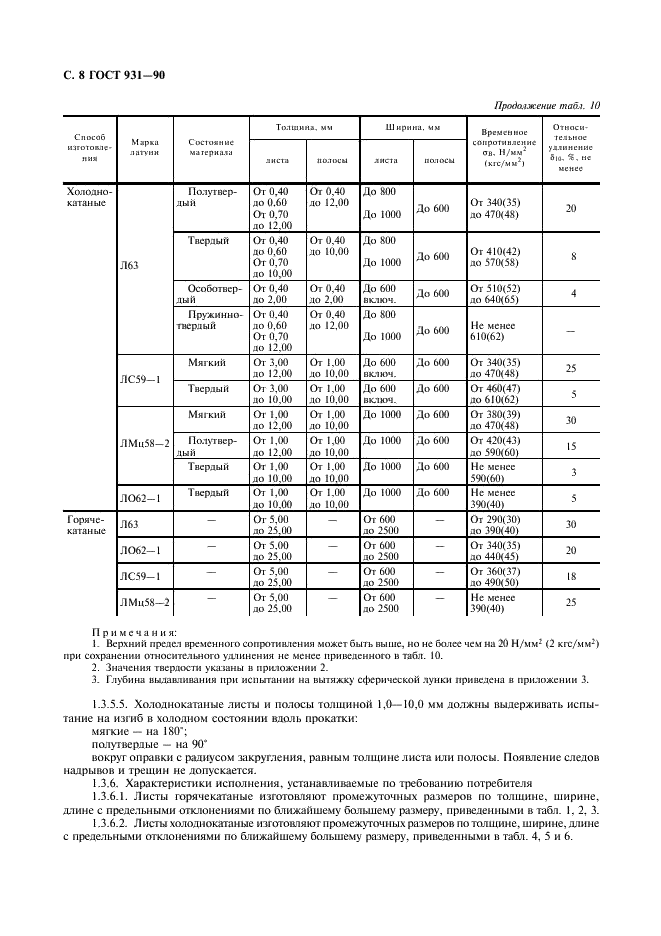 С. 8 ГОСТ 931—90
Продолжение табл. 10
Способ изготовле-ния | Марка латуни | Состояние материала | Толщина, мм | Ширина, мм | Временное сопротивление σв, Н/мм² (кгс/мм²) | Относи-тельное удлинение δ10, %, не менее
листа | полосы | листа | полосы
Холодно-катаные | Л63 | Полутвер-дый | От 0,40 до 0,60 От 0,70 до 12,00 | От 0,40 до 12,00 | До 800 До 1000 | До 600 | От 340(35) до 470(48) | 20
Твердый | От 0,40 до 0,60 От 0,70 до 10,00 | От 0,40 до 10,00 | До 800 До 1000 | До 600 | От 410(42) до 570(58) | 8
Особотвер-дый | От 0,40 до 2,00 | От 0,40 до 2,00 | До 600 включ. | До 600 | От 510(52) до 640(65) | 4
Пружинно-твердый | От 0,40 до 0,60 От 0,70 до 12,00 | От 0,40 до 12,00 | До 800 До 1000 | До 600 | Не менее 610(62) | —
ЛС59—1 | Мягкий | От 3,00 до 12,00 | От 1,00 до 10,00 | До 600 включ. | До 600 | От 340(35) до 470(48) | 25
Твердый | От 3,00 до 10,00 | От 1,00 до 10,00 | До 600 включ. | До 600 | От 460(47) до 610(62) | 5
ЛМц58—2 | Мягкий | От 1,00 до 12,00 | От 1,00 до 10,00 | До 1000 | До 600 | От 380(39) до 470(48) | 30
Полутвер-дый | От 1,00 до 12,00 | От 1,00 до 10,00 | До 1000 | До 600 | От 420(43) до 590(60) | 15
Твердый | От 1,00 до 10,00 | От 1,00 до 10,00 | До 1000 | До 600 | Не менее 590(60) | 3
ЛО62—1 | Твердый | От 1,00 до 10,00 | От 1,00 до 10,00 | До 1000 | До 600 | Не менее 390(40) | 5
Горяче-катаные | Л63 | — | От 5,00 до 25,00 | — | От 600 до 2500 | — | От 290(30) до 390(40) | 30
ЛО62—1 | — | От 5,00 до 25,00 | — | От 600 до 2500 | — | От 340(35) до 440(45) | 20
ЛС59—1 | — | От 5,00 до 25,00 | — | От 600 до 2500 | — | От 360(37) до 490(50) | 18
ЛМц58—2 | — | От 5,00 до 25,00 | — | От 600 до 2500 | — | Не менее 390(40) | 25
Примечания:
1. Верхний предел временного сопротивления может быть выше, но не более чем на 20 Н/мм² (2 кгс/мм²)
при сохранении относительного удлинения не менее приведенного в табл. 10.
2. Значения твердости указаны в приложении 2.
3. Глубина выдавливания при испытании на вытяжку сферической лунки приведена в приложении 3.
1.3.5.5. Холоднокатаные листы и полосы толщиной 1,0—10,0 мм должны выдерживать испы-
тание на изгиб в холодном состоянии вдоль прокатки:
мягкие — на 180°;
полутвердые — на 90°
вокруг оправки с радиусом закругления, равным толщине листа или полосы. Появление следов
надрывов и трещин не допускается.
1.3.6. Характеристики исполнения, устанавливаемые по требованию потребителя
1.3.6.1. Листы горячекатаные изготовляют промежуточных размеров по толщине, ширине,
длине с предельными отклонениями по ближайшему большему размеру, приведенными в табл. 1, 2, 3.
1.3.6.2. Листы холоднокатаные изготовляют промежуточных размеров по толщине, ширине, длине
с предельными отклонениями по ближайшему большему размеру, приведенными в табл. 4, 5 и 6.